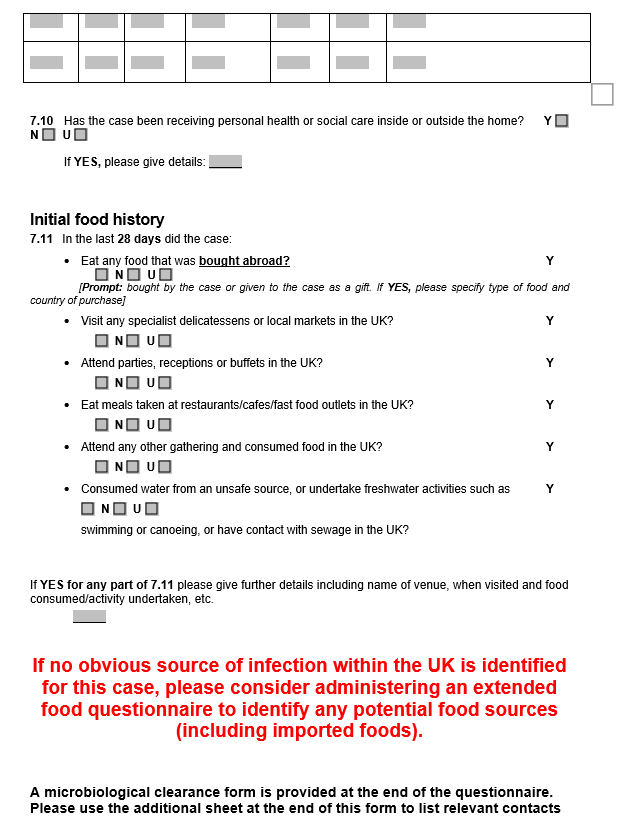 7.10 Has the case been receiving personal health or social care inside or outside the home? Y
N U
If YES, please give details:
Initial food history
7.11 In the last 28 days did the case:
• Eat any food that was bought abroad? Y
N U
[Prompt: bought by the case or given to the case as a gift. If YES, please specify type of food and
country of purchase]
• Visit any specialist delicatessens or local markets in the UK? Y
N U
• Attend parties, receptions or buffets in the UK? Y
N U
• Eat meals taken at restaurants/cafes/fast food outlets in the UK? Y
N U
• Attend any other gathering and consumed food in the UK? Y
N U
• Consumed water from an unsafe source, or undertake freshwater activities such as Y
N U
swimming or canoeing, or have contact with sewage in the UK?
If YES for any part of 7.11 please give further details including name of venue, when visited and food
consumed/activity undertaken, etc.
If no obvious source of infection within the UK is identified
for this case, please consider administering an extended
food questionnaire to identify any potential food sources
(including imported foods).
A microbiological clearance form is provided at the end of the questionnaire.
Please use the additional sheet at the end of this form to list relevant contacts